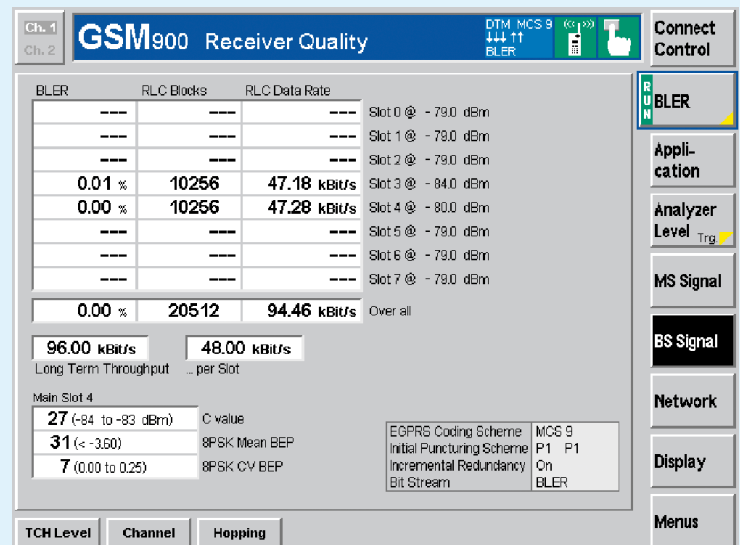 Ch. 1
Ch. 2
GSM900 Receiver Quality
DTM MCS 9
BLER
Connect Control
BLER RLC Blocks RLC Data Rate
--- --- --- Slot 0 @ - 79.0 dBm
--- --- --- Slot 1 @ - 79.0 dBm
--- --- --- Slot 2 @ - 79.0 dBm
0.01 % 10256 47.18 kBit/s Slot 3 @ - 84.0 dBm
0.00 % 10256 47.28 kBit/s Slot 4 @ - 80.0 dBm
--- --- --- Slot 5 @ - 79.0 dBm
--- --- --- Slot 6 @ - 79.0 dBm
--- --- --- Slot 7 @ - 79.0 dBm
0.00 % 20512 94.46 kBit/s Over all
96.00 kBit/s 48.00 kBit/s
Long Term Throughput ... per Slot
Main Slot 4
27 (-84 to -83 dBm) C value
31 (< -3.60) 8PSK Mean BEP
7 (0.00 to 0.25) 8PSK CV BEP
EGPRS Coding Scheme MCS 9
Initial Puncturing Scheme P1 P1
Incremental Redundancy On
Bit Stream BLER
RUN
BLER
Appli-
cation
Analyzer
Level Trg.
MS Signal
BS Signal
Network
Display
Menus
TCH Level Channel Hopping